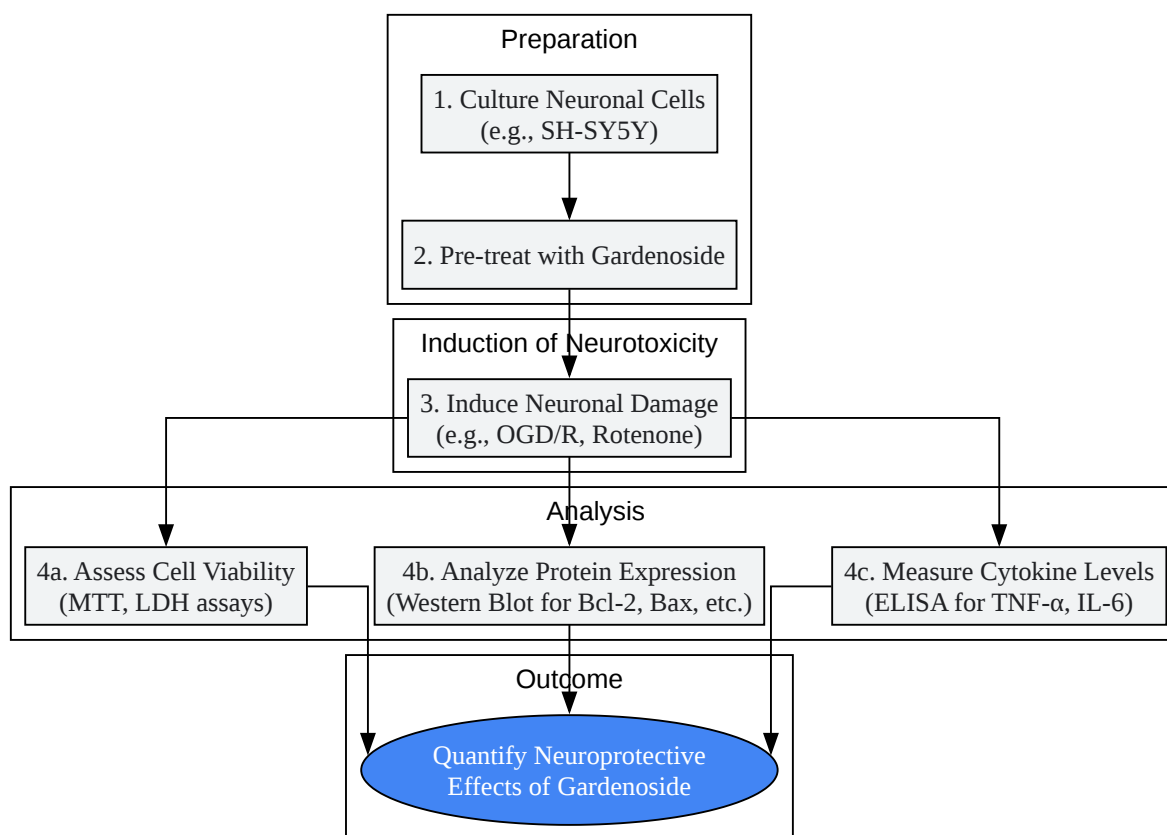 Preparation
1. Culture Neuronal Cells
(e.g., SH-SY5Y)
2. Pre-treat with Gardenoside
Induction of Neurotoxicity
3. Induce Neuronal Damage
(e.g., OGD/R, Rotenone)
Analysis
4a. Assess Cell Viability
(MTT, LDH assays)
4b. Analyze Protein Expression
(Western Blot for Bcl-2, Bax, etc.)
4c. Measure Cytokine Levels
(ELISA for TNF-α, IL-6)
Outcome
Quantify Neuroprotective
Effects of Gardenoside